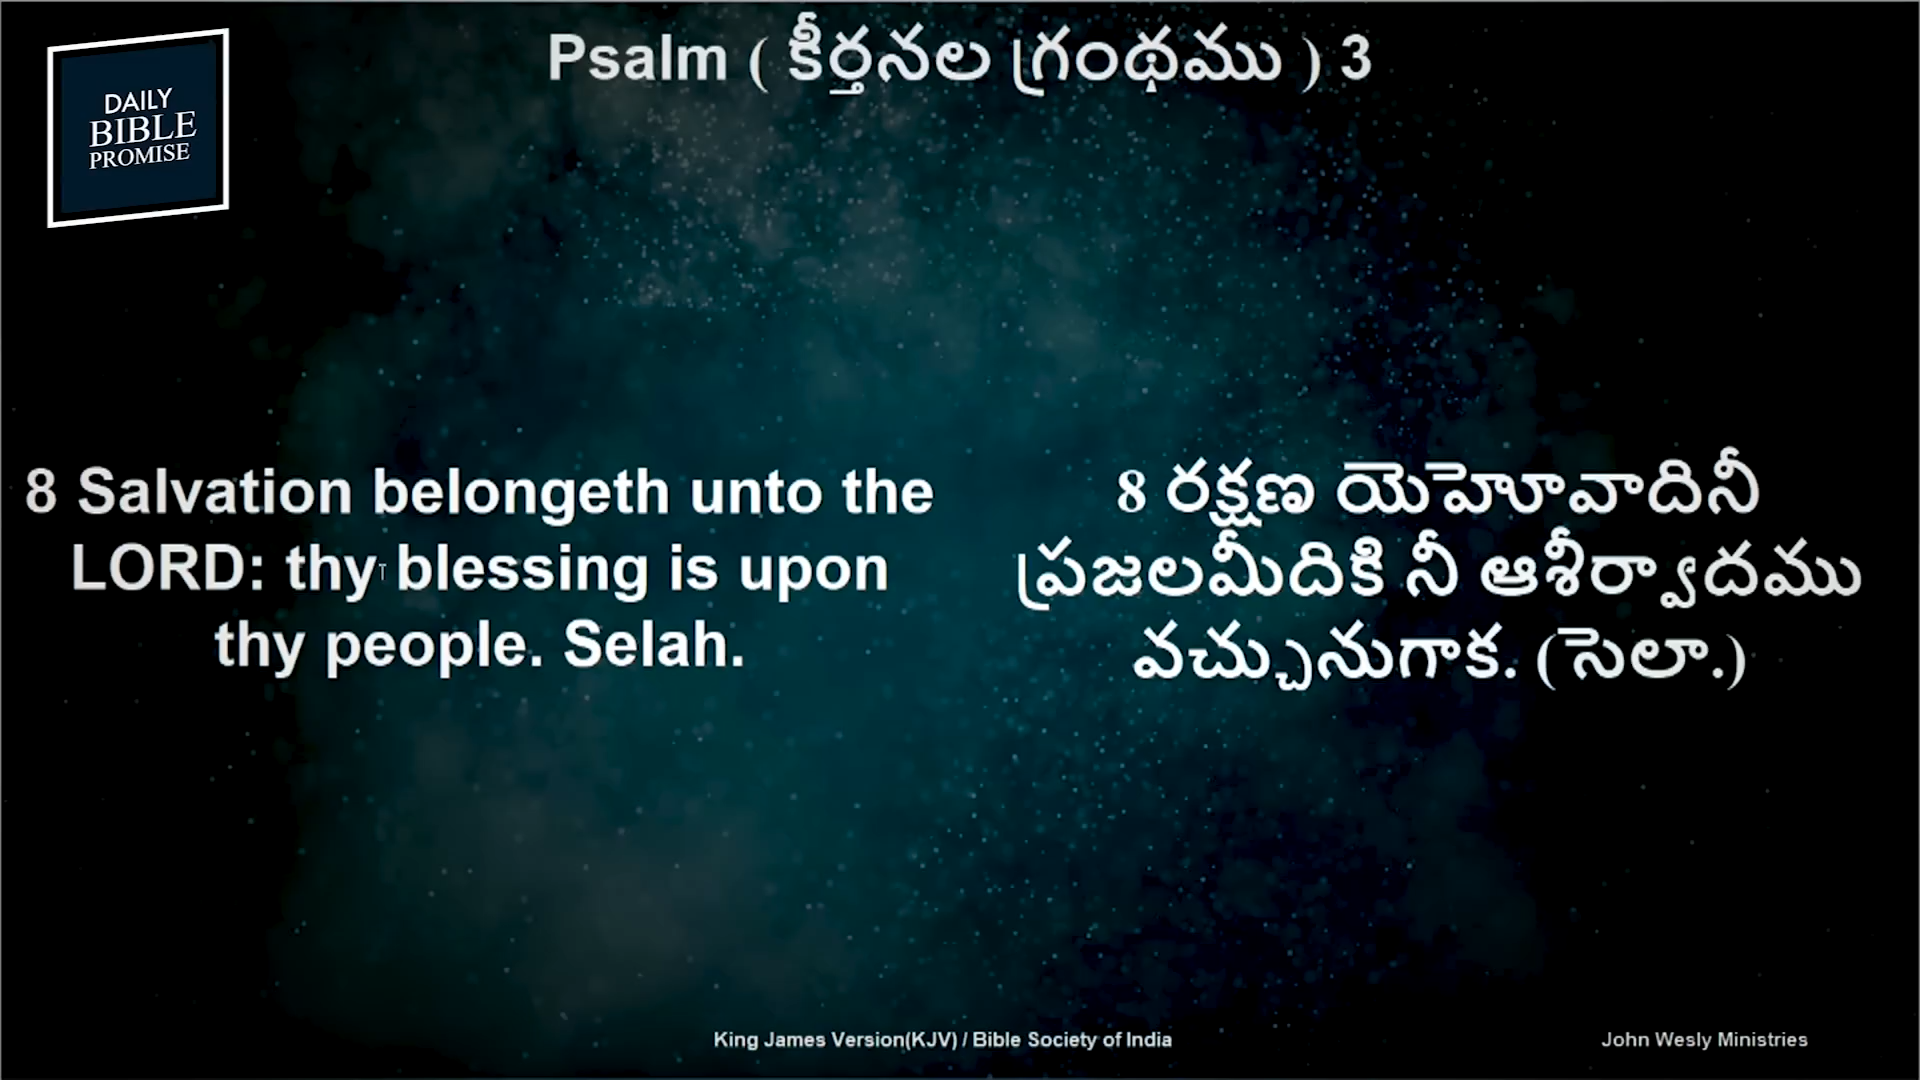 Psalm ( కీర్తనల గ్రంథము ) 3
DAILY
BIBLE
PROMISE
8 Salvation belongeth unto the
LORD: thy blessing is upon
thy people. Selah.
8 రక్షణ యెహోవాదినీ
ప్రజలమీదికి నీ ఆశీర్వాదము
వచ్చునుగాక. (సెలా.)
King James Version(KJV) / Bible Society of India
John Wesly Ministries